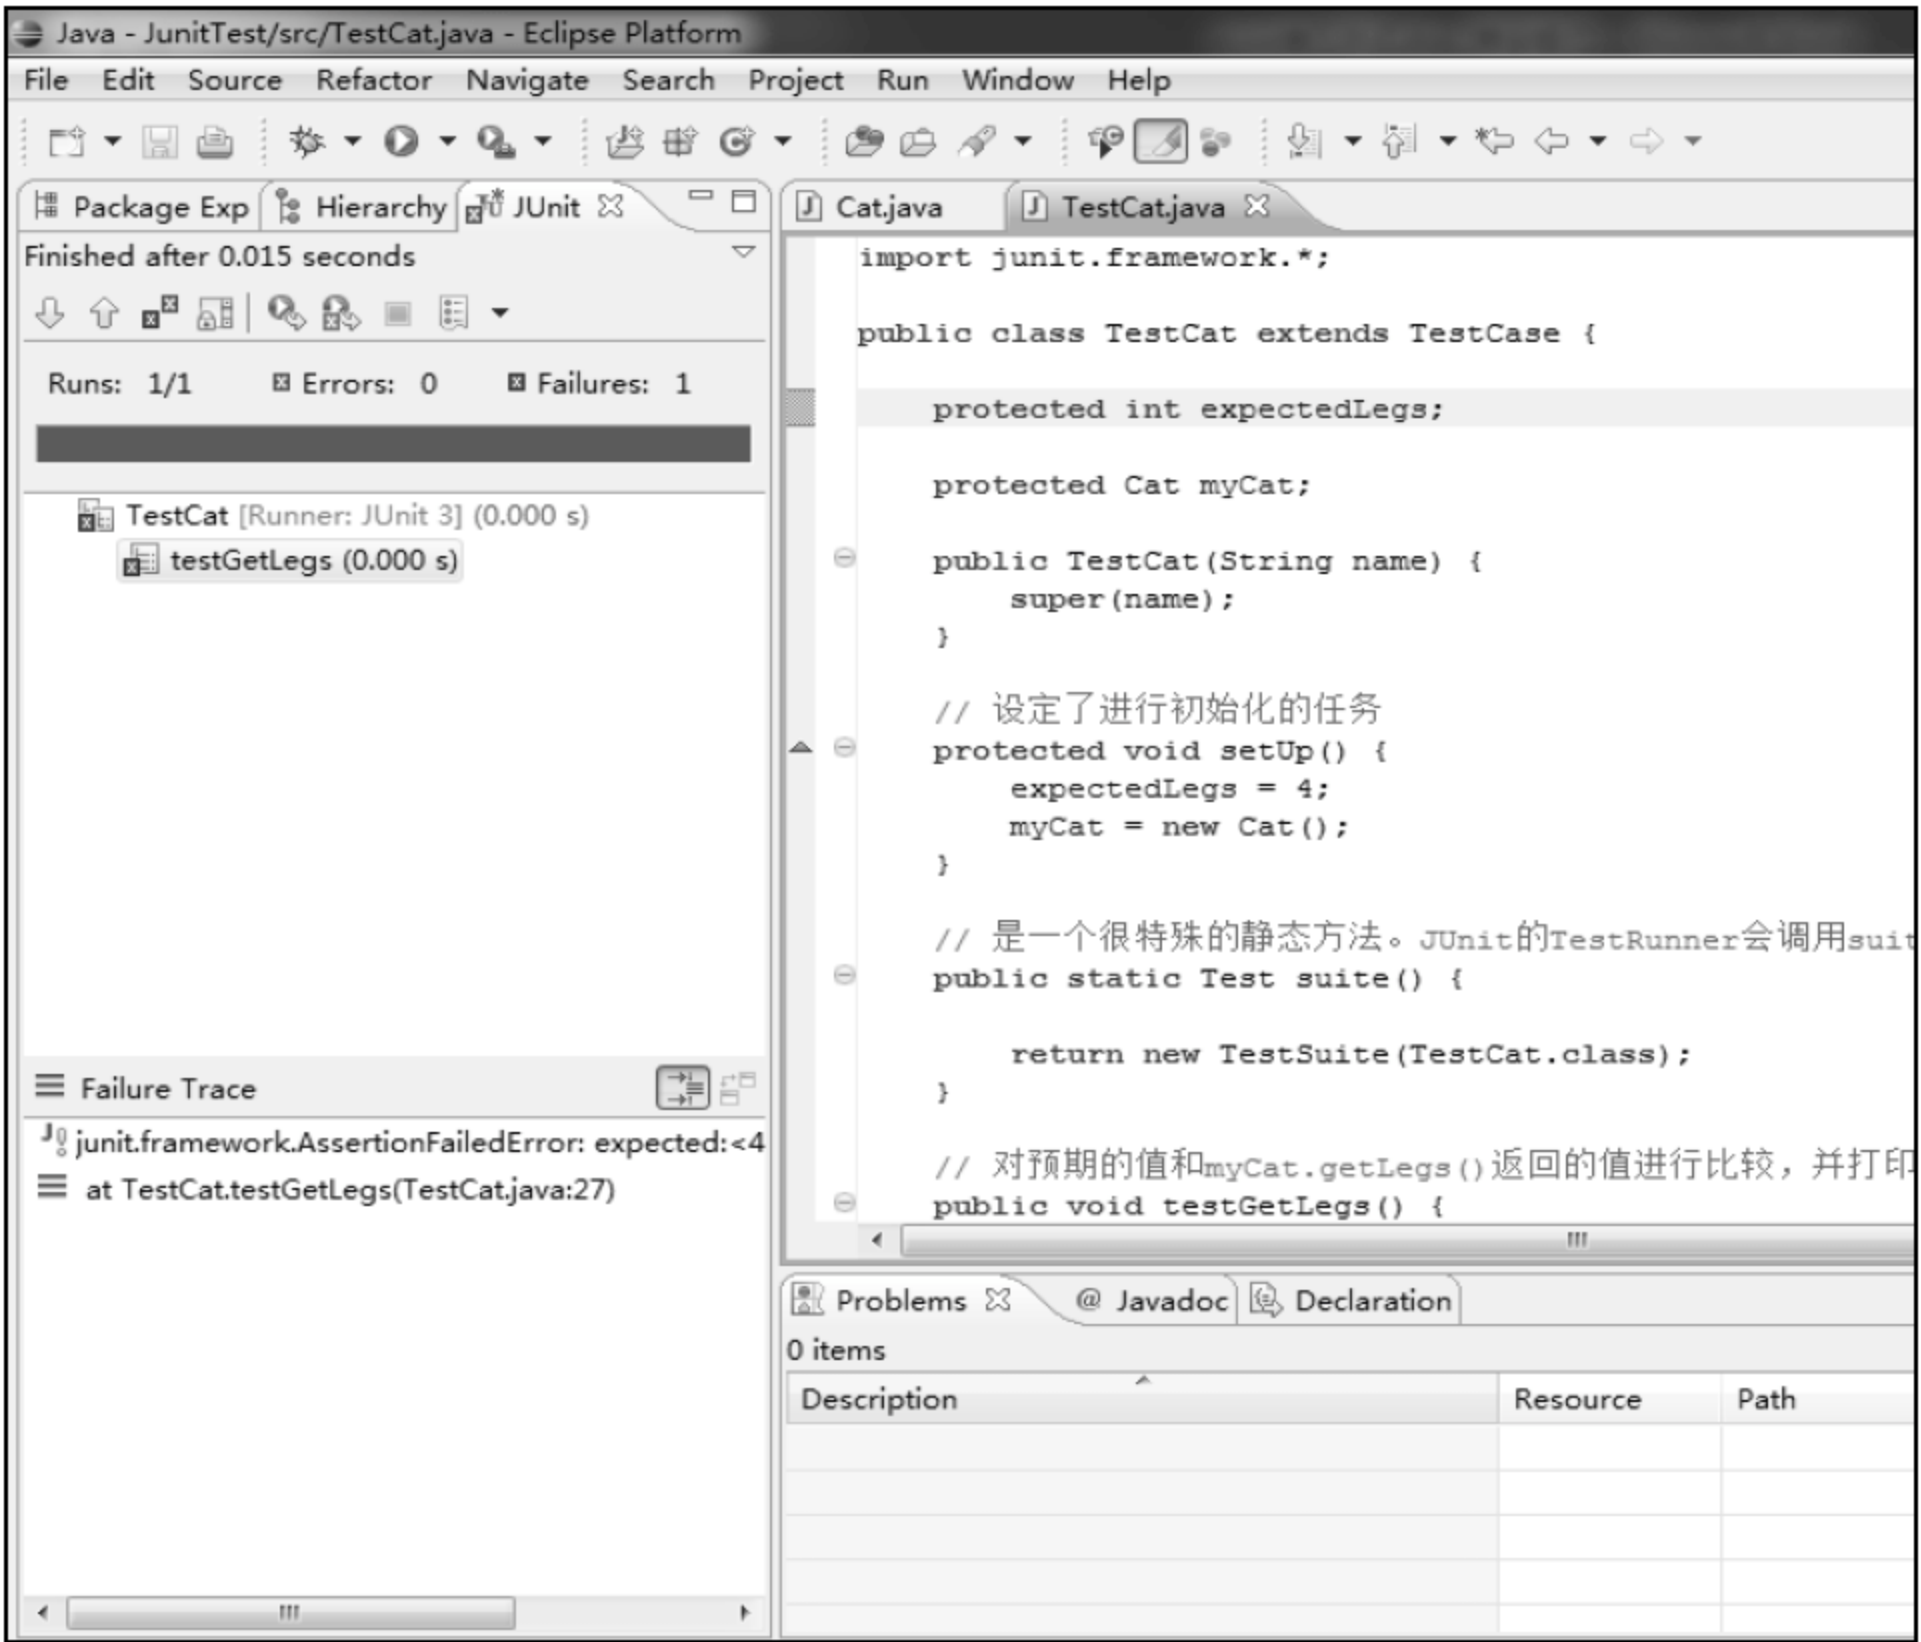 Java - JunitTest/src/TestCat.java - Eclipse Platform
File Edit Source Refactor Navigate Search Project Run Window Help
Package Exp Hierarchy JUnit
Finished after 0.015 seconds
Runs: 1/1 Errors: 0 Failures: 1
TestCat [Runner: JUnit 3] (0.000 s)
testGetLegs (0.000 s)
Failure Trace
junit.framework.AssertionFailedError: expected:<4
at TestCat.testGetLegs(TestCat.java:27)
Cat.java TestCat.java
import junit.framework.*;
public class TestCat extends TestCase {
protected int expectedLegs;
protected Cat myCat;
public TestCat(String name) {
super(name);
}
// 设定了进行初始化的任务
protected void setUp() {
expectedLegs = 4;
myCat = new Cat();
}
// 是一个很特殊的静态方法。JUnit的TestRunner会调用suit
public static Test suite() {
return new TestSuite(TestCat.class);
}
// 对预期的值和myCat.getLegs()返回的值进行比较，并打印
public void testGetLegs() {
Problems @ Javadoc Declaration
0 items
Description Resource Path